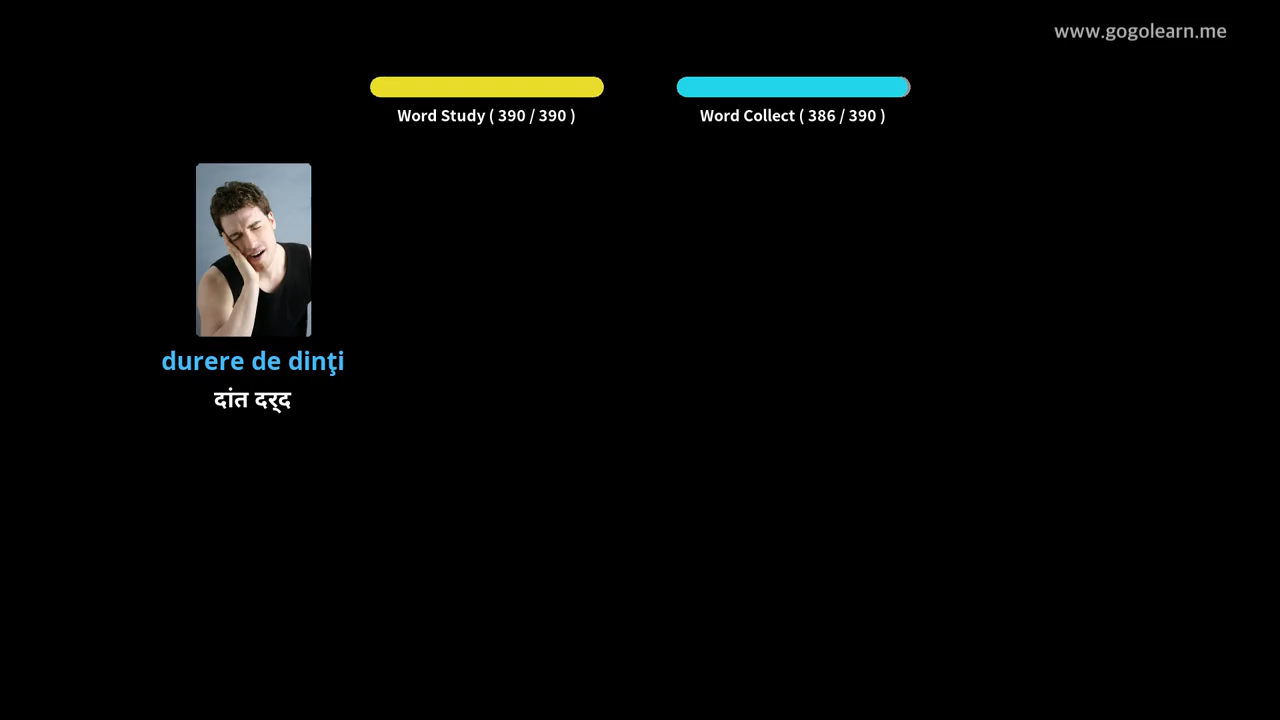 www.gogolearn.me
Word Study ( 390 / 390 )
Word Collect ( 386 / 390 )
durere de dinţi
दांत दर्द